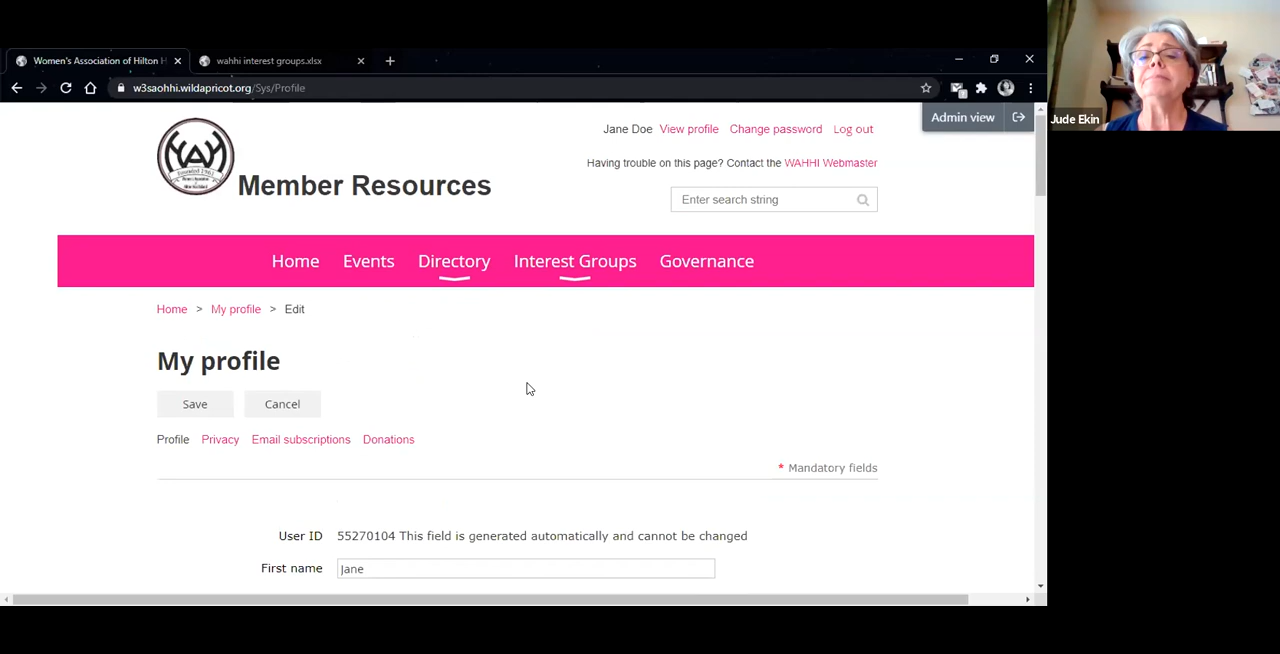 Women's Association of Hilton H
wahhi interest groups.xlsx
w3saohhi.wildapricot.org/Sys/Profile
Jude Ekin
Admin view
Jane Doe View profile Change password Log out
Having trouble on this page? Contact the WAHHI Webmaster
WAH
Founded 1961
Member Resources
Enter search string
Home Events Directory Interest Groups Governance
Home > My profile > Edit
My profile
Save Cancel
Profile Privacy Email subscriptions Donations
* Mandatory fields
User ID 55270104 This field is generated automatically and cannot be changed
First name Jane